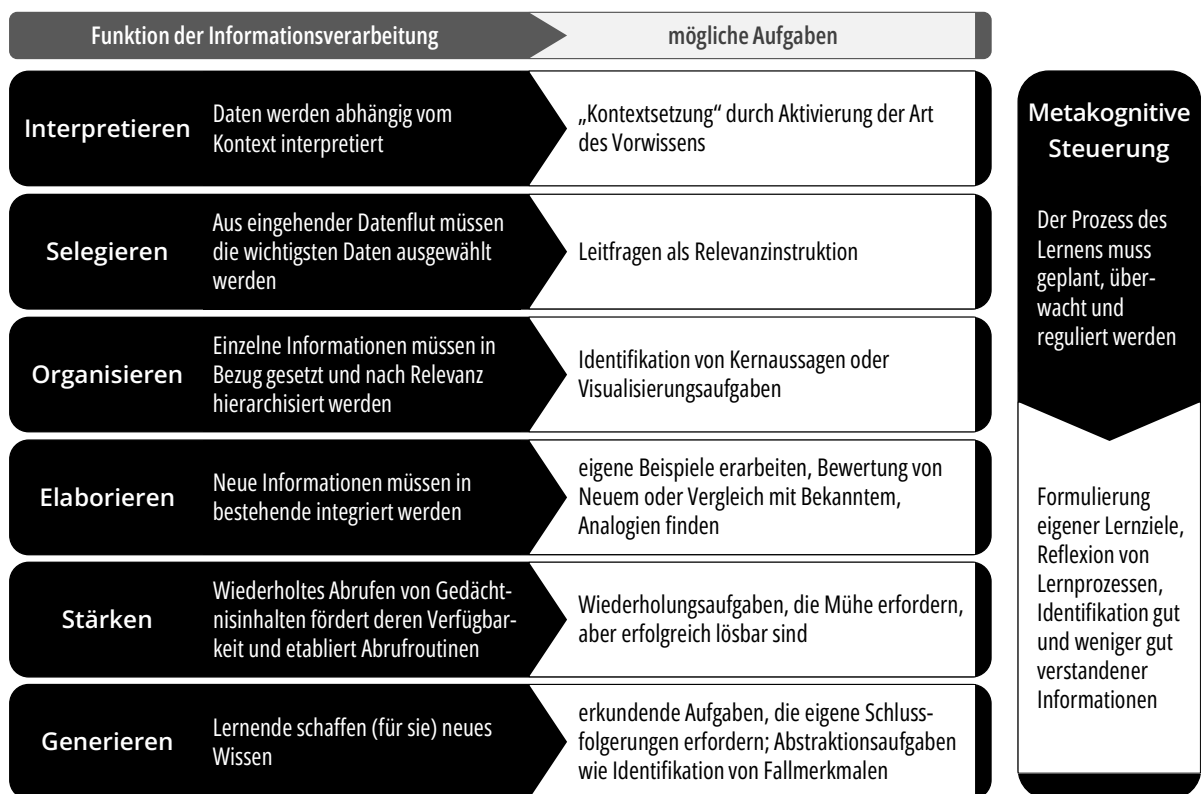 Funktion der Informationsverarbeitung
mögliche Aufgaben
Interpretieren
Daten werden abhängig vom
Kontext interpretiert
„Kontextsetzung“ durch Aktivierung der Art
des Vorwissens
Selegieren
Aus eingehender Datenflut müssen
die wichtigsten Daten ausgewählt
werden
Leitfragen als Relevanzinstruktion
Organisieren
Einzelne Informationen müssen in
Bezug gesetzt und nach Relevanz
hierarchisiert werden
Identifikation von Kernaussagen oder
Visualisierungsaufgaben
Elaborieren
Neue Informationen müssen in
bestehende integriert werden
eigene Beispiele erarbeiten, Bewertung von
Neuem oder Vergleich mit Bekanntem,
Analogien finden
Stärken
Wiederholtes Abrufen von Gedächt-
nisinhalten fördert deren Verfügbar-
keit und etabliert Abrufroutinen
Wiederholungsaufgaben, die Mühe erfordern,
aber erfolgreich lösbar sind
Generieren
Lernende schaffen (für sie) neues
Wissen
erkundende Aufgaben, die eigene Schluss-
folgerungen erfordern; Abstraktionsaufgaben
wie Identifikation von Fallmerkmalen
Metakognitive
Steuerung
Der Prozess des
Lernens muss
geplant, über-
wacht und
reguliert werden
Formulierung
eigener Lernziele,
Reflexion von
Lernprozessen,
Identifikation gut
und weniger gut
verstandener
Informationen